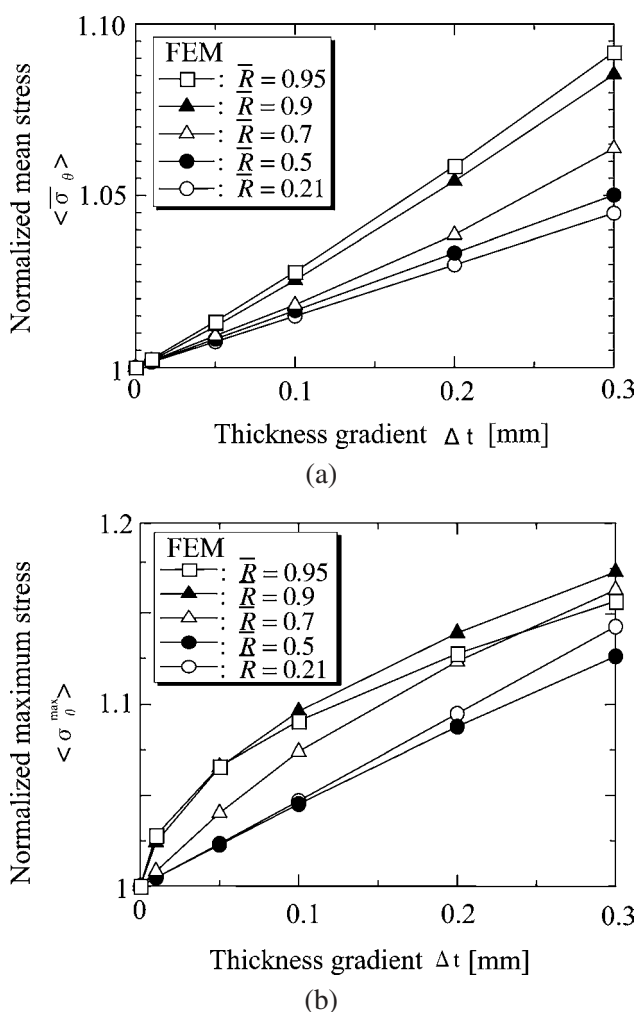 1.10
FEM
: R̅ = 0.95
: R̅ = 0.9
: R̅ = 0.7
: R̅ = 0.5
: R̅ = 0.21
Normalized mean stress
< σ̅ θ >
1.05
1
0
0.1
0.2
0.3
Thickness gradient Δt [mm]
(a)
1.2
FEM
: R̅ = 0.95
: R̅ = 0.9
: R̅ = 0.7
: R̅ = 0.5
: R̅ = 0.21
Normalized maximum stress
< σ θ max >
1.1
1
0
0.1
0.2
0.3
Thickness gradient Δt [mm]
(b)